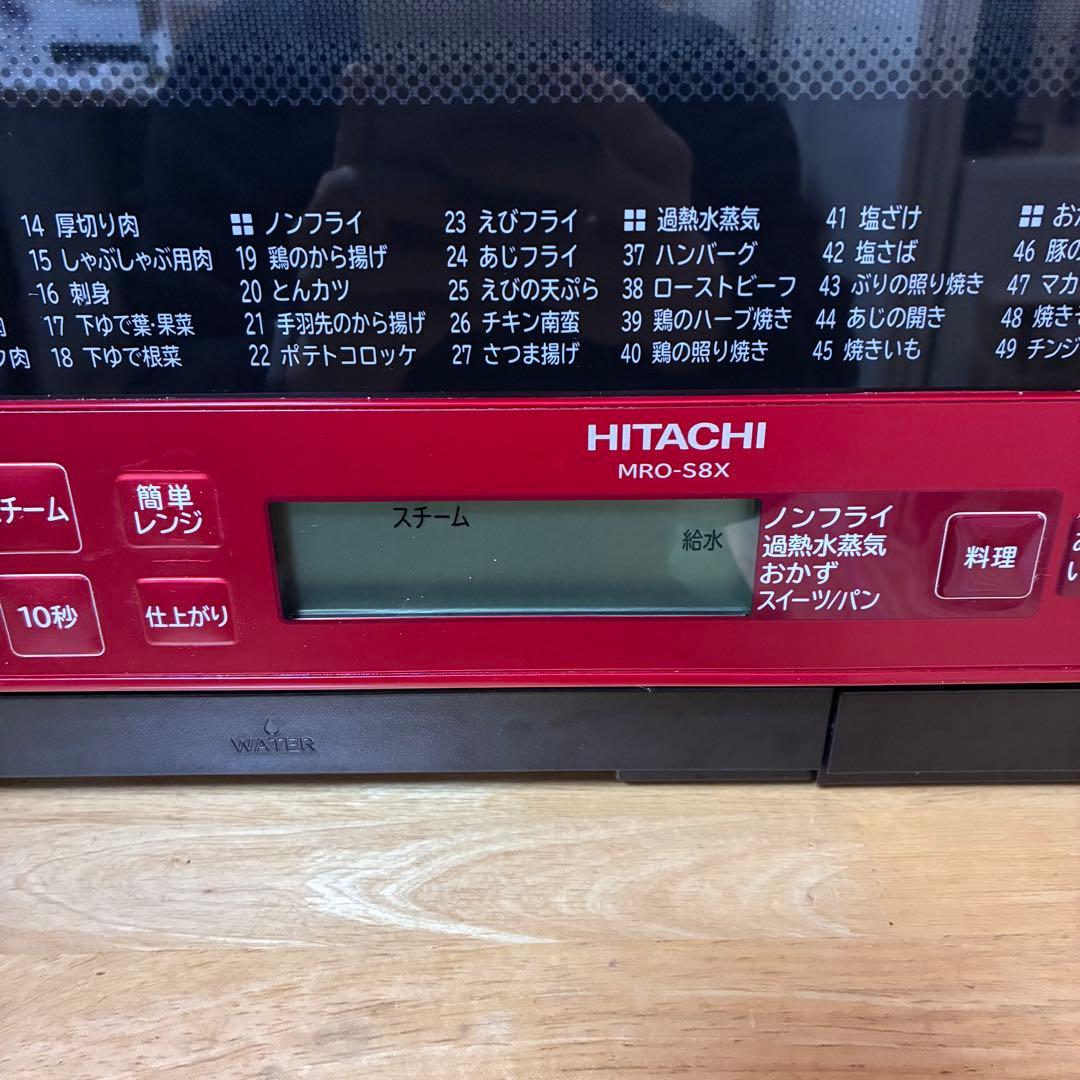 14 厚切り肉
15 しゃぶしゃぶ用肉
16 刺身
17 下ゆで葉・果菜
18 下ゆで根菜
肉
肉
ノンフライ
19 鶏のから揚げ
20 とんカツ
21 手羽先のから揚げ
22 ポテトコロッケ
23 えびフライ
24 あじフライ
25 えびの天ぷら
26 チキン南蛮
27 さつま揚げ
過熱水蒸気
37 ハンバーグ
38 ローストビーフ
39 鶏のハーブ焼き
40 鶏の照り焼き
41 塩ざけ
42 塩さば
43 ぶりの照り焼き
44 あじの開き
45 焼きいも
おか
46 豚の
47 マカ
48 焼き
49 チンジ
HITACHI
MRO-S8X
スチーム
簡単
レンジ
10秒
仕上がり
スチーム
給水
ノンフライ
過熱水蒸気
おかず
スイーツ/パン
料理
WATER